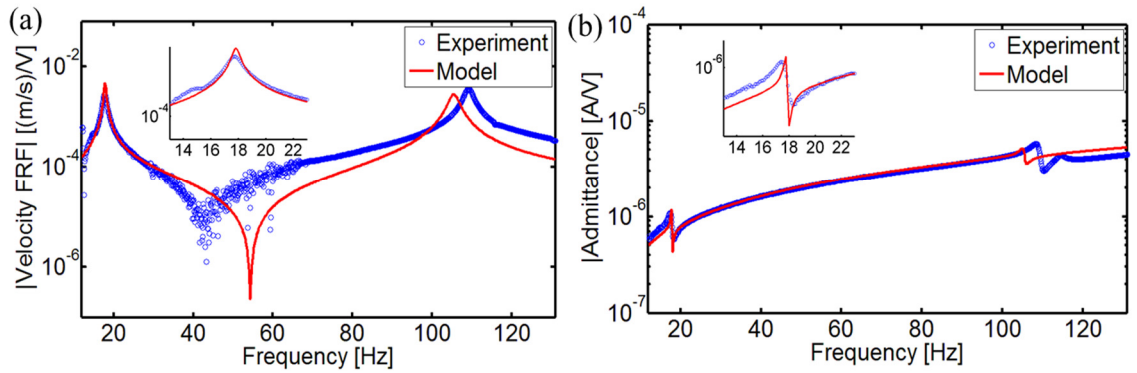 (a)
|Velocity FRF| [(m/s)/V]
10-2
10-4
10-6
Experiment
Model
10-4
14 16 18 20 22
20 40 60 80 100 120
Frequency [Hz]
(b)
|Admittance| [A/V]
10-4
10-5
10-6
10-7
Experiment
Model
10-6
14 16 18 20 22
20 40 60 80 100 120
Frequency [Hz]